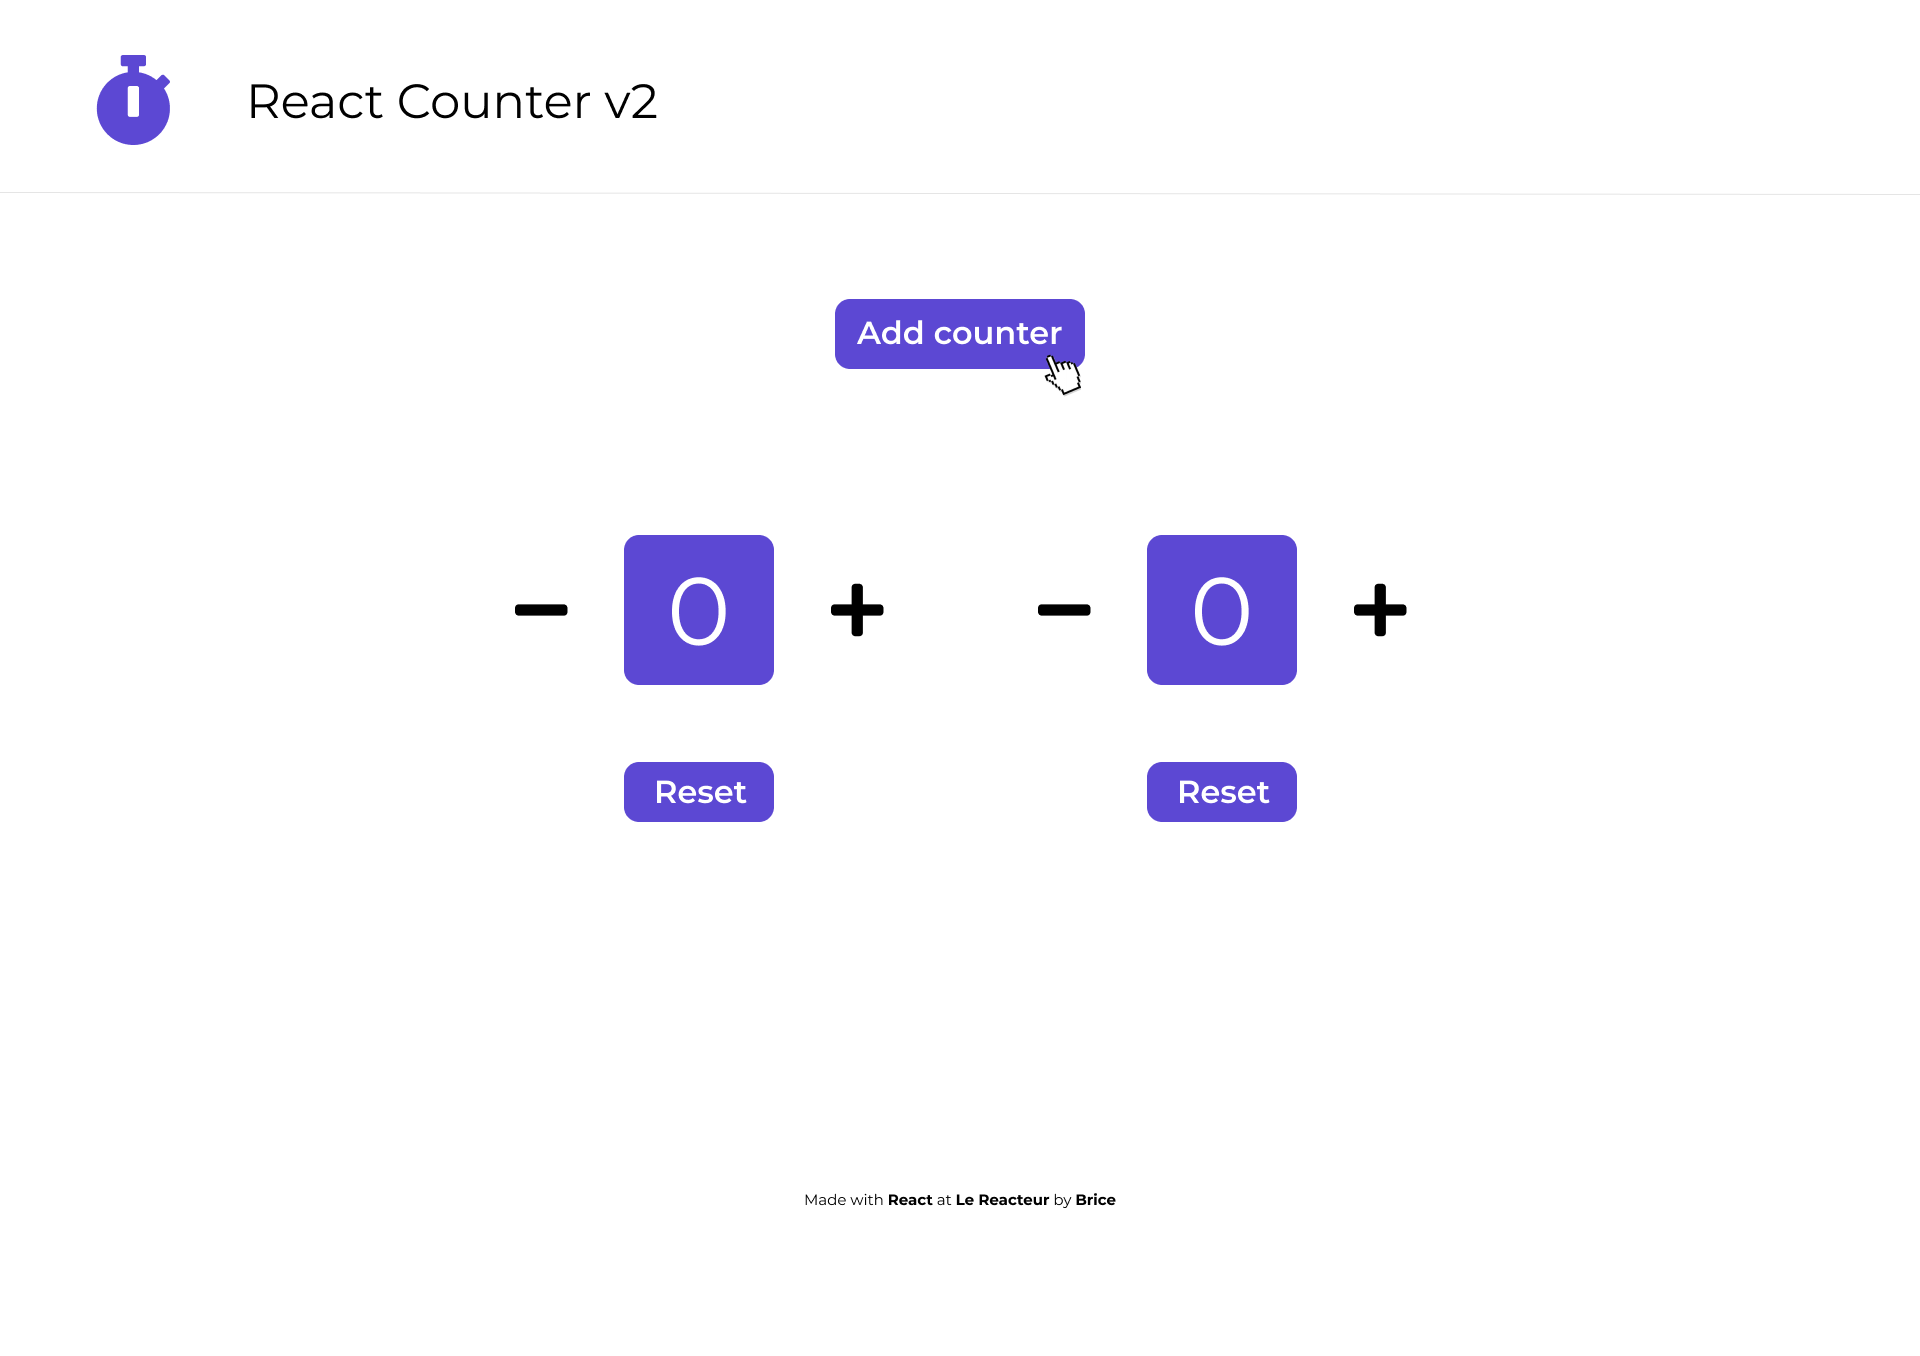 React Counter v2
Add counter
− 0 + − 0 +
Reset Reset
Made with React at Le Reacteur by Brice